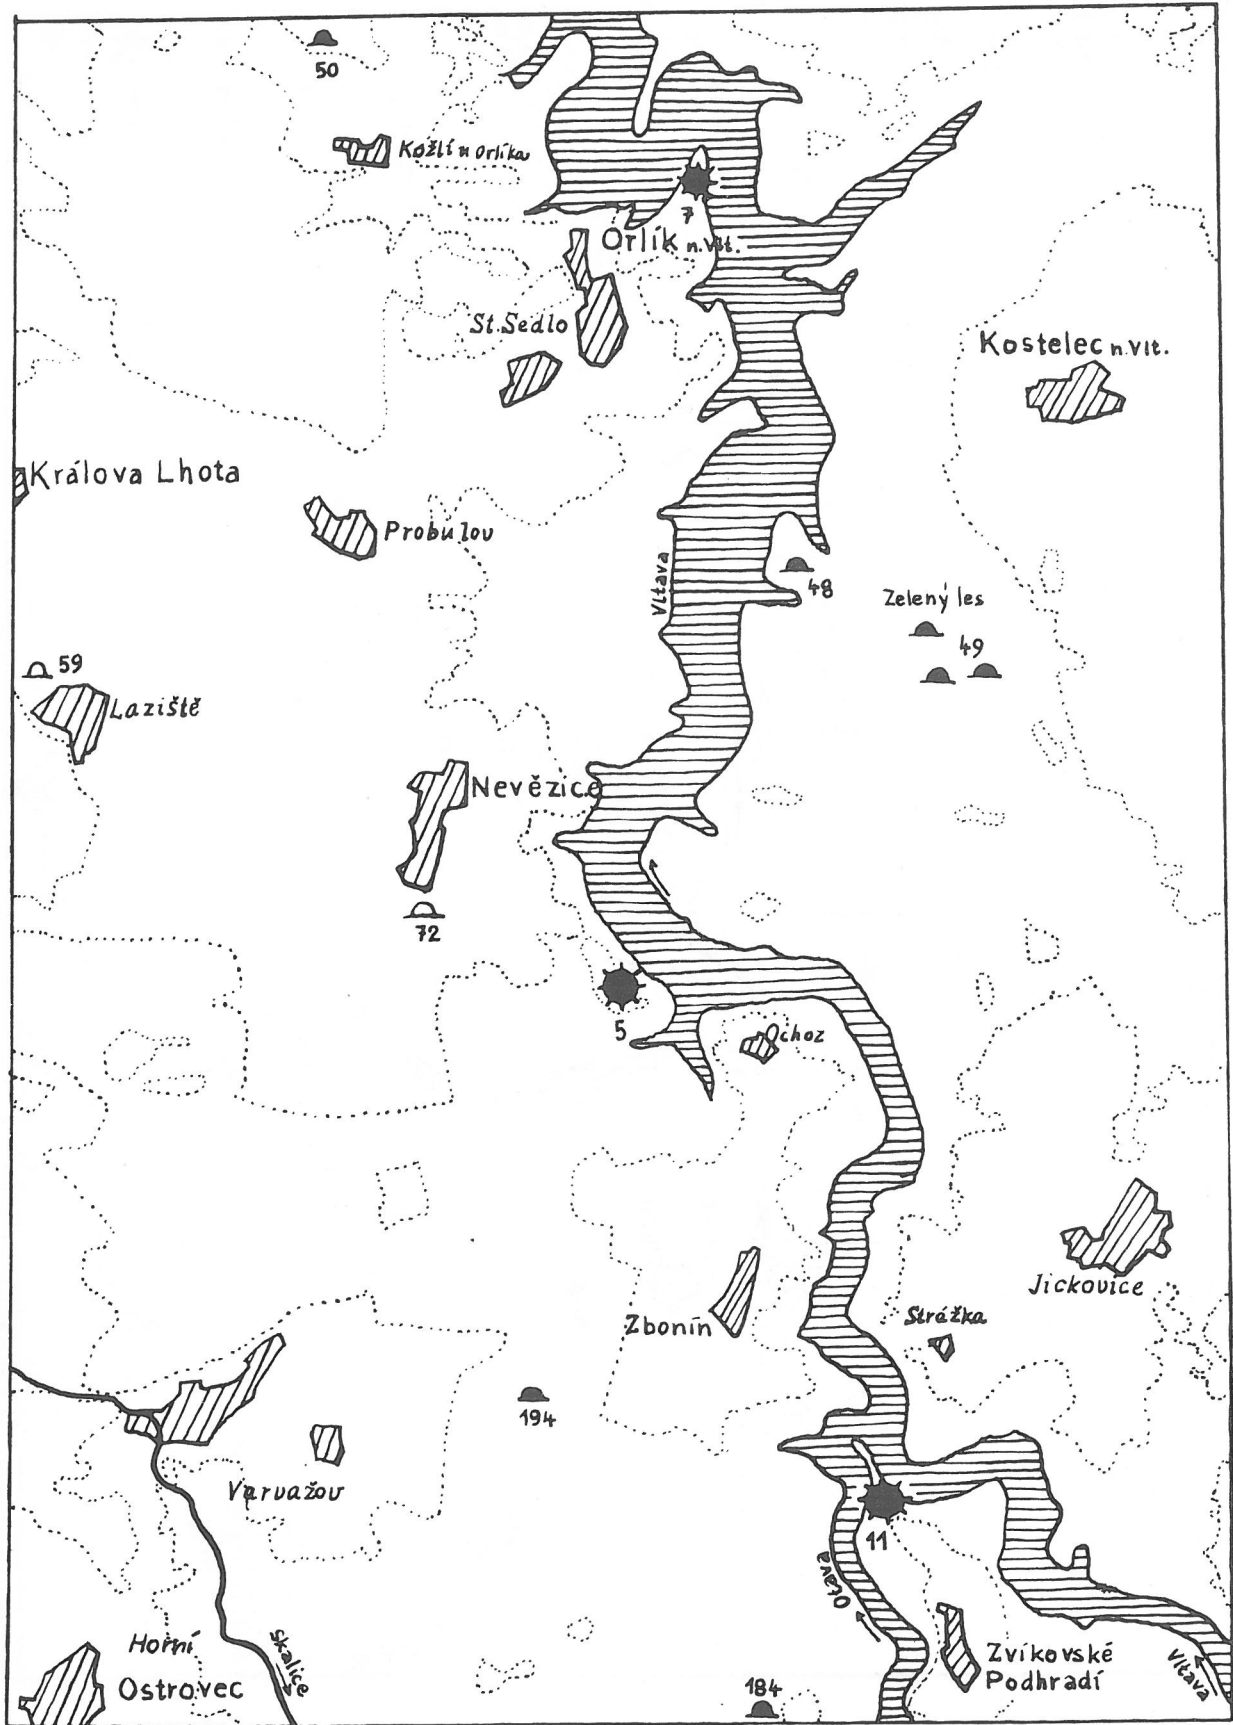 50
Kožlí u Orlíka
7
Orlík n. Vlt.
St. Sedlo
Kostelec n. Vlt.
Králova Lhota
Probulov
Vltava
48
Zelený les
49
59
Laziště
Nevězice
72
5
Ochoz
Jickovice
Strážka
Zbonín
194
Varvažov
11
Otava
Horní
Ostrovec
Skalice
Zvíkovské
Podhradí
Vltava
184